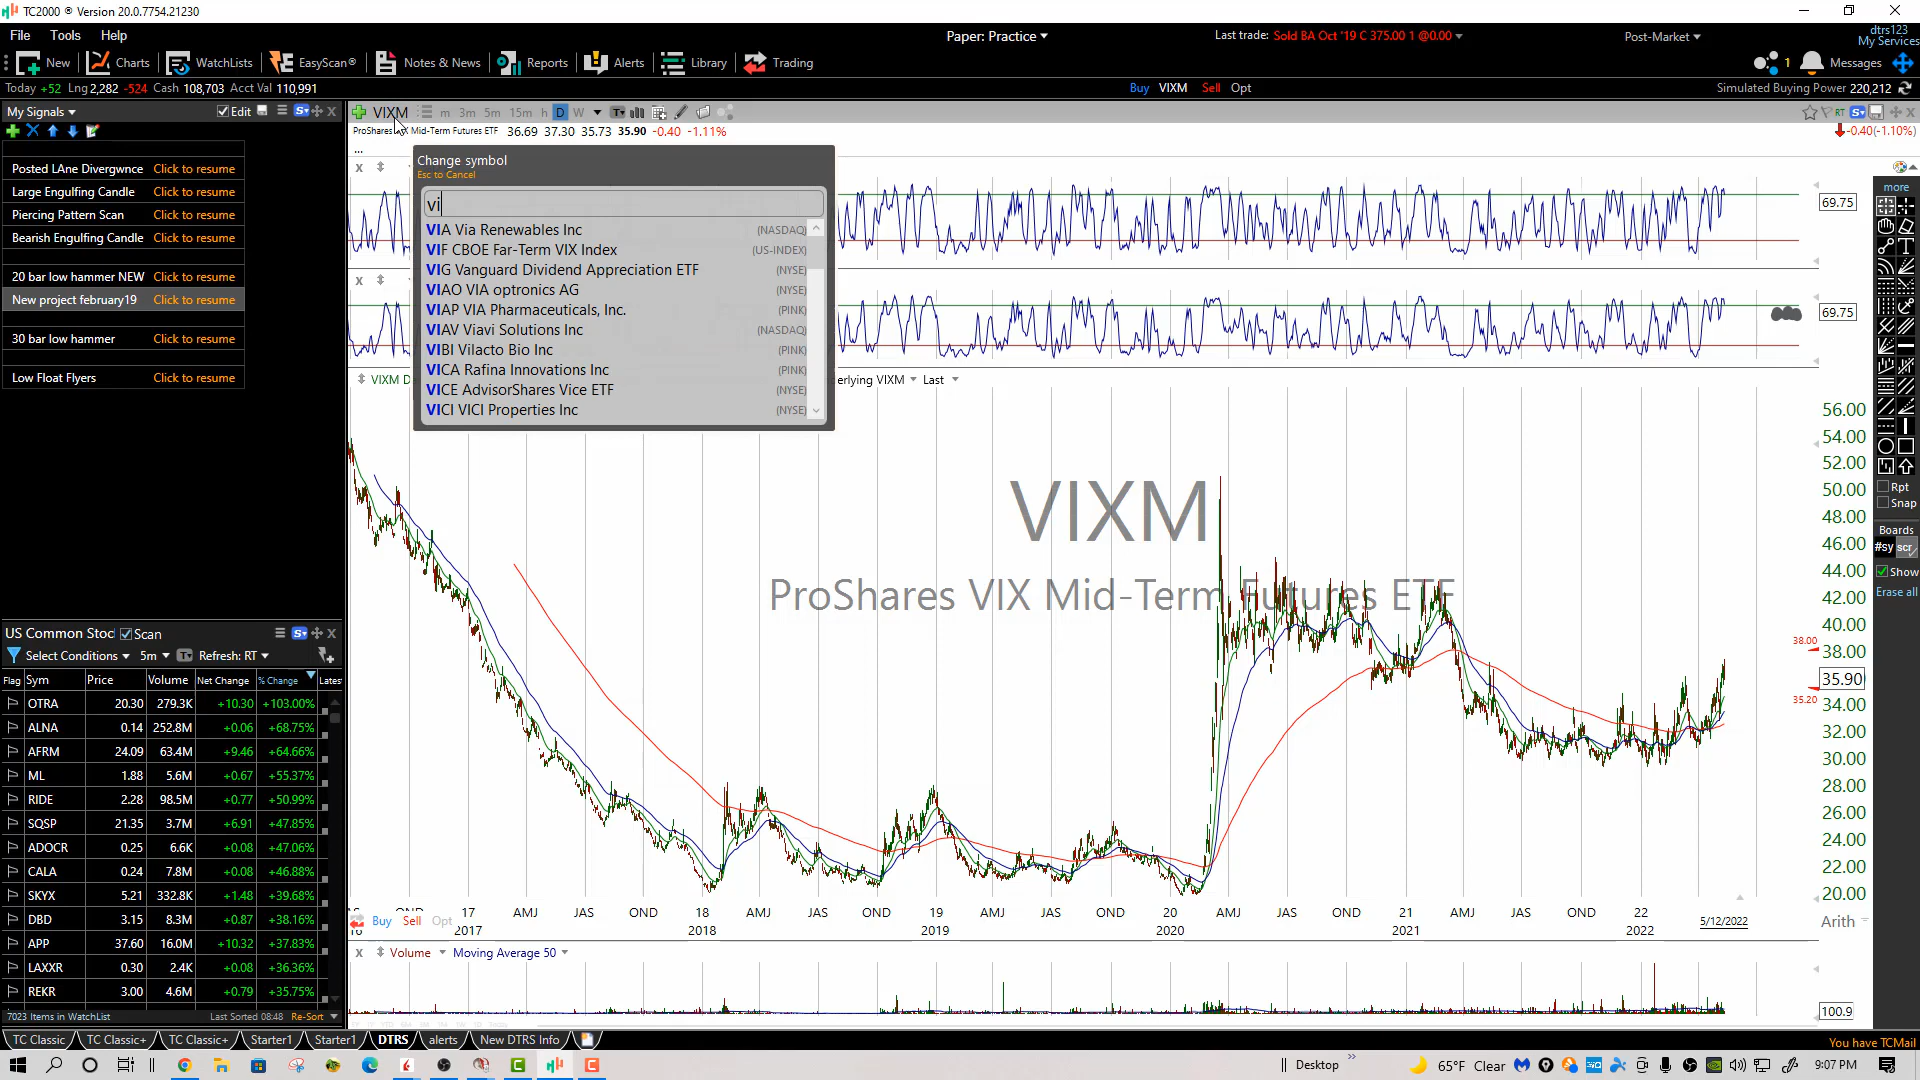 TC2000 ® Version 20.0.7754.21230
File Tools Help
Paper: Practice
Last trade: Sold BA Oct '19 C 375.00 1 @0.00
Post-Market
dtrs123
My Services
New Charts WatchLists EasyScan® Notes & News Reports Alerts Library Trading
1 Messages
Today +52 Lng 2,282 -524 Cash 108,703 Acct Val 110,991
Buy VIXM Sell Opt
Simulated Buying Power 220,212
My Signals Edit
Posted LAne Divergwnce Click to resume
Large Engulfing Candle Click to resume
Piercing Pattern Scan Click to resume
Bearish Engulfing Candle Click to resume
20 bar low hammer NEW Click to resume
New project february19 Click to resume
30 bar low hammer Click to resume
Low Float Flyers Click to resume
VIXM m 3m 5m 15m h D W
ProShares VIX Mid-Term Futures ETF 36.69 37.30 35.73 35.90 -0.40 -1.11%
RT
-0.40(-1.10%)
...
Change symbol
Esc to Cancel
vi
VIA Via Renewables Inc (NASDAQ)
VIF CBOE Far-Term VIX Index (US-INDEX)
VIG Vanguard Dividend Appreciation ETF (NYSE)
VIAO VIA optronics AG (NYSE)
VIAP VIA Pharmaceuticals, Inc. (PINK)
VIAV Viavi Solutions Inc (NASDAQ)
VIBI Vilacto Bio Inc (PINK)
VICA Rafina Innovations Inc (PINK)
VICE AdvisorShares Vice ETF (NYSE)
VICI VICI Properties Inc (NYSE)
69.75
69.75
VIXM D
erlying VIXM Last
VIXM
ProShares VIX Mid-Term Futures ETF
56.00
54.00
52.00
50.00
48.00
46.00
44.00
42.00
40.00
38.00
38.00
35.90
35.20
34.00
32.00
30.00
28.00
26.00
24.00
22.00
20.00
Arith
more
Rpt
Snap
Boards
#sy scr
Show
Erase all
US Common Stoc Scan
Select Conditions 5m Refresh: RT
Flag Sym Price Volume Net Change % Change Latest
OTRA 20.30 279.3K +10.30 +103.00%
ALNA 0.14 252.8M +0.06 +68.75%
AFRM 24.09 63.4M +9.46 +64.66%
ML 1.88 5.6M +0.67 +55.37%
RIDE 2.28 98.5M +0.77 +50.99%
SQSP 21.35 3.7M +6.91 +47.85%
ADOCR 0.25 6.6K +0.08 +47.06%
CALA 0.24 7.8M +0.08 +46.88%
SKYX 5.21 332.8K +1.48 +39.68%
DBD 3.15 8.3M +0.87 +38.16%
APP 37.60 16.0M +10.32 +37.83%
LAXXR 0.30 2.4K +0.08 +36.36%
REKR 3.00 4.6M +0.79 +35.75%
7023 Items in WatchList Last Sorted 08:48 Re-Sort
17 AMJ JAS OND 18 AMJ JAS OND 19 AMJ JAS OND 20 AMJ JAS OND 21 AMJ JAS OND 22
Buy Sell Opt
16 2017 2018 2019 2020 2021 2022
5/12/2022
Volume Moving Average 50
100.9
TC Classic TC Classic+ TC Classic+ Starter1 Starter1 DTRS alerts New DTRS Info
You have TCMail
Desktop
65°F Clear
9:07 PM